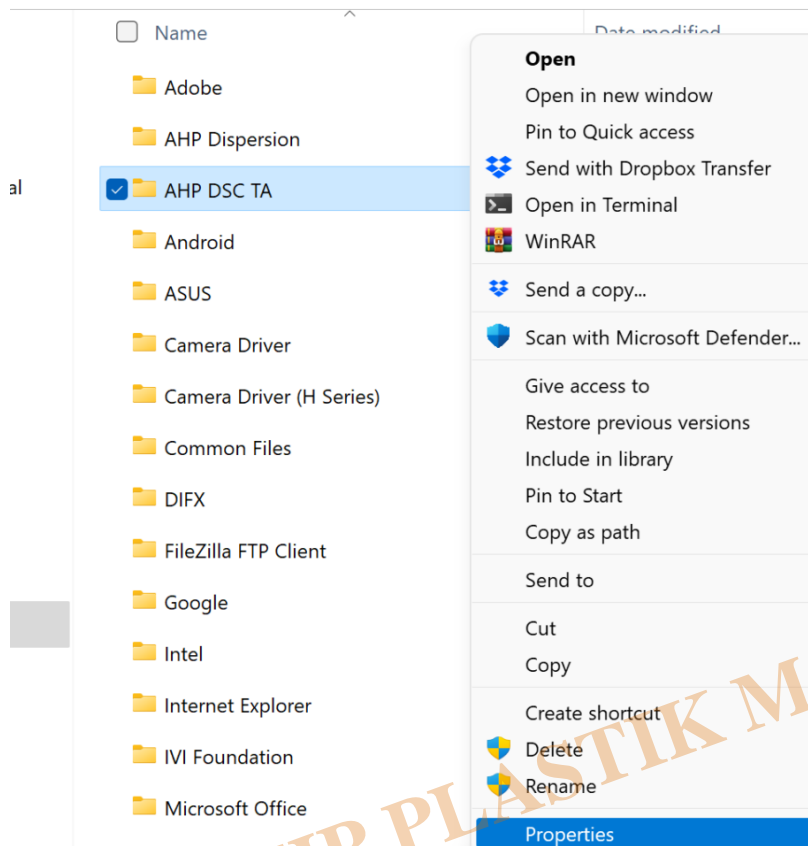 Name
Date modified
al
Adobe
AHP Dispersion
AHP DSC TA
Android
ASUS
Camera Driver
Camera Driver (H Series)
Common Files
DIFX
FileZilla FTP Client
Google
Intel
Internet Explorer
IVI Foundation
Microsoft Office
Open
Open in new window
Pin to Quick access
Send with Dropbox Transfer
Open in Terminal
WinRAR
Send a copy...
Scan with Microsoft Defender...
Give access to
Restore previous versions
Include in library
Pin to Start
Copy as path
Send to
Cut
Copy
Create shortcut
Delete
Rename
Properties
PLASTIK M